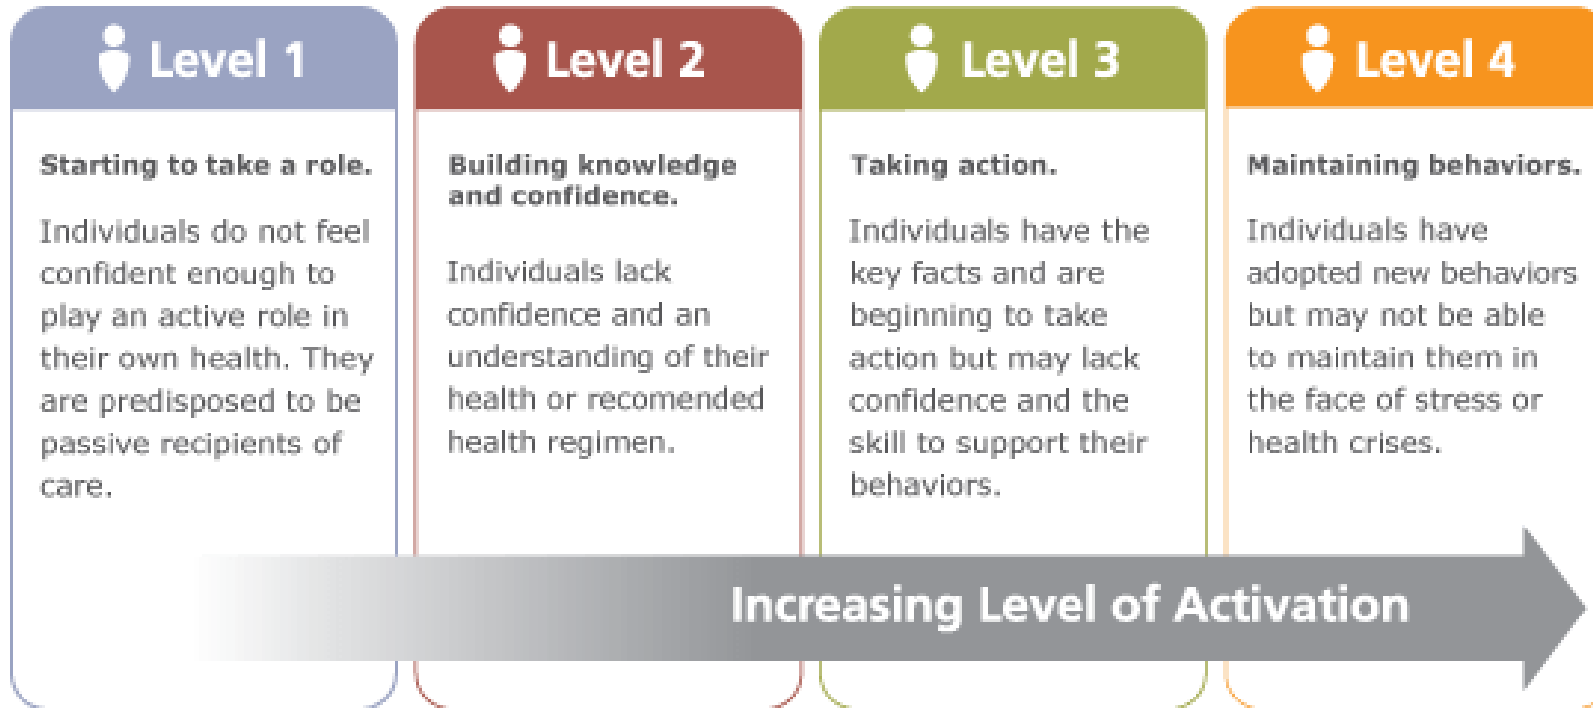 Level 1
Starting to take a role.
Individuals do not feel
confident enough to
play an active role in
their own health. They
are predisposed to be
passive recipients of
care.
Level 2
Building knowledge
and confidence.
Individuals lack
confidence and an
understanding of their
health or recomended
health regimen.
Level 3
Taking action.
Individuals have the
key facts and are
beginning to take
action but may lack
confidence and the
skill to support their
behaviors.
Level 4
Maintaining behaviors.
Individuals have
adopted new behaviors
but may not be able
to maintain them in
the face of stress or
health crises.
Increasing Level of Activation